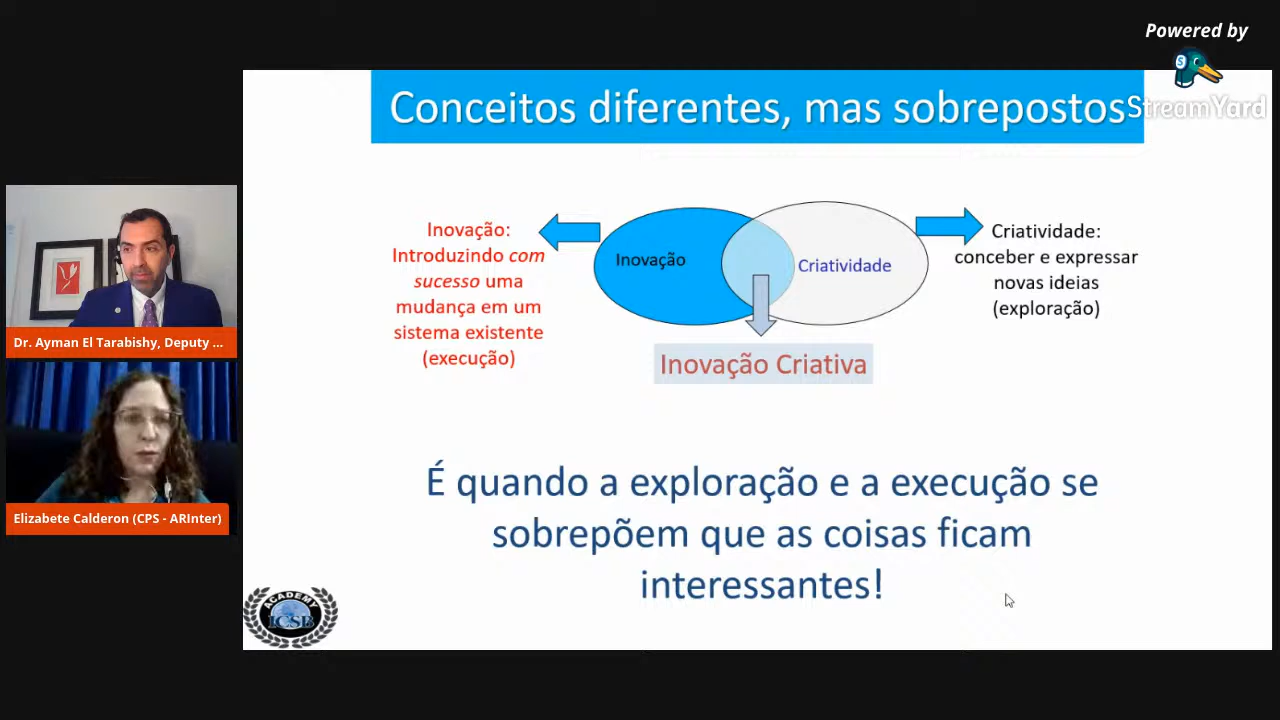 Powered by
StreamYard
Conceitos diferentes, mas sobrepostos
Inovação:
Introduzindo com
sucesso uma
mudança em um
sistema existente
(execução)
Inovação
Criatividade
Criatividade:
conceber e expressar
novas ideias
(exploração)
Inovação Criativa
É quando a exploração e a execução se
sobrepõem que as coisas ficam
interessantes!
Dr. Ayman El Tarabishy, Deputy ...
Elizabete Calderon (CPS - ARInter)
ACADEMY
ICSB